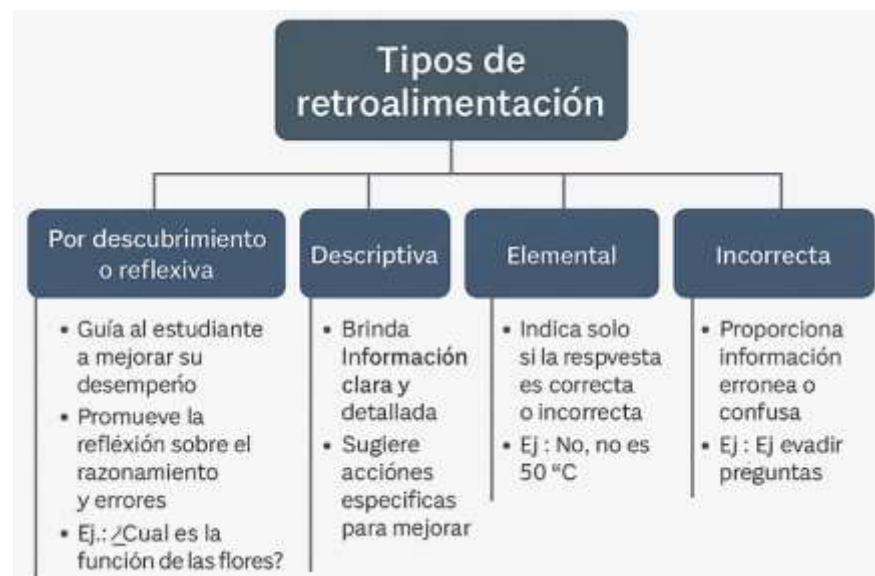 Tipos de
retroalimentación
Por descubrimiento
o reflexiva
• Guía al estudiante
a mejorar su
desempeńo
• Promueve la
refléxión sobre el
razonamiento
y errores
• Ej.: ¿Cual es la
función de las flores?
Descriptiva
• Brinda
Información
clara y
detallada
• Sugiere
acciónes
especificas
para mejorar
Elemental
• Indica solo
si la respvesta
es correcta
o incorrecta
• Ej : No, no es
50 °C
Incorrecta
• Proporciona
información
erronea o
confusa
• Ej : Ej evadir
preguntas